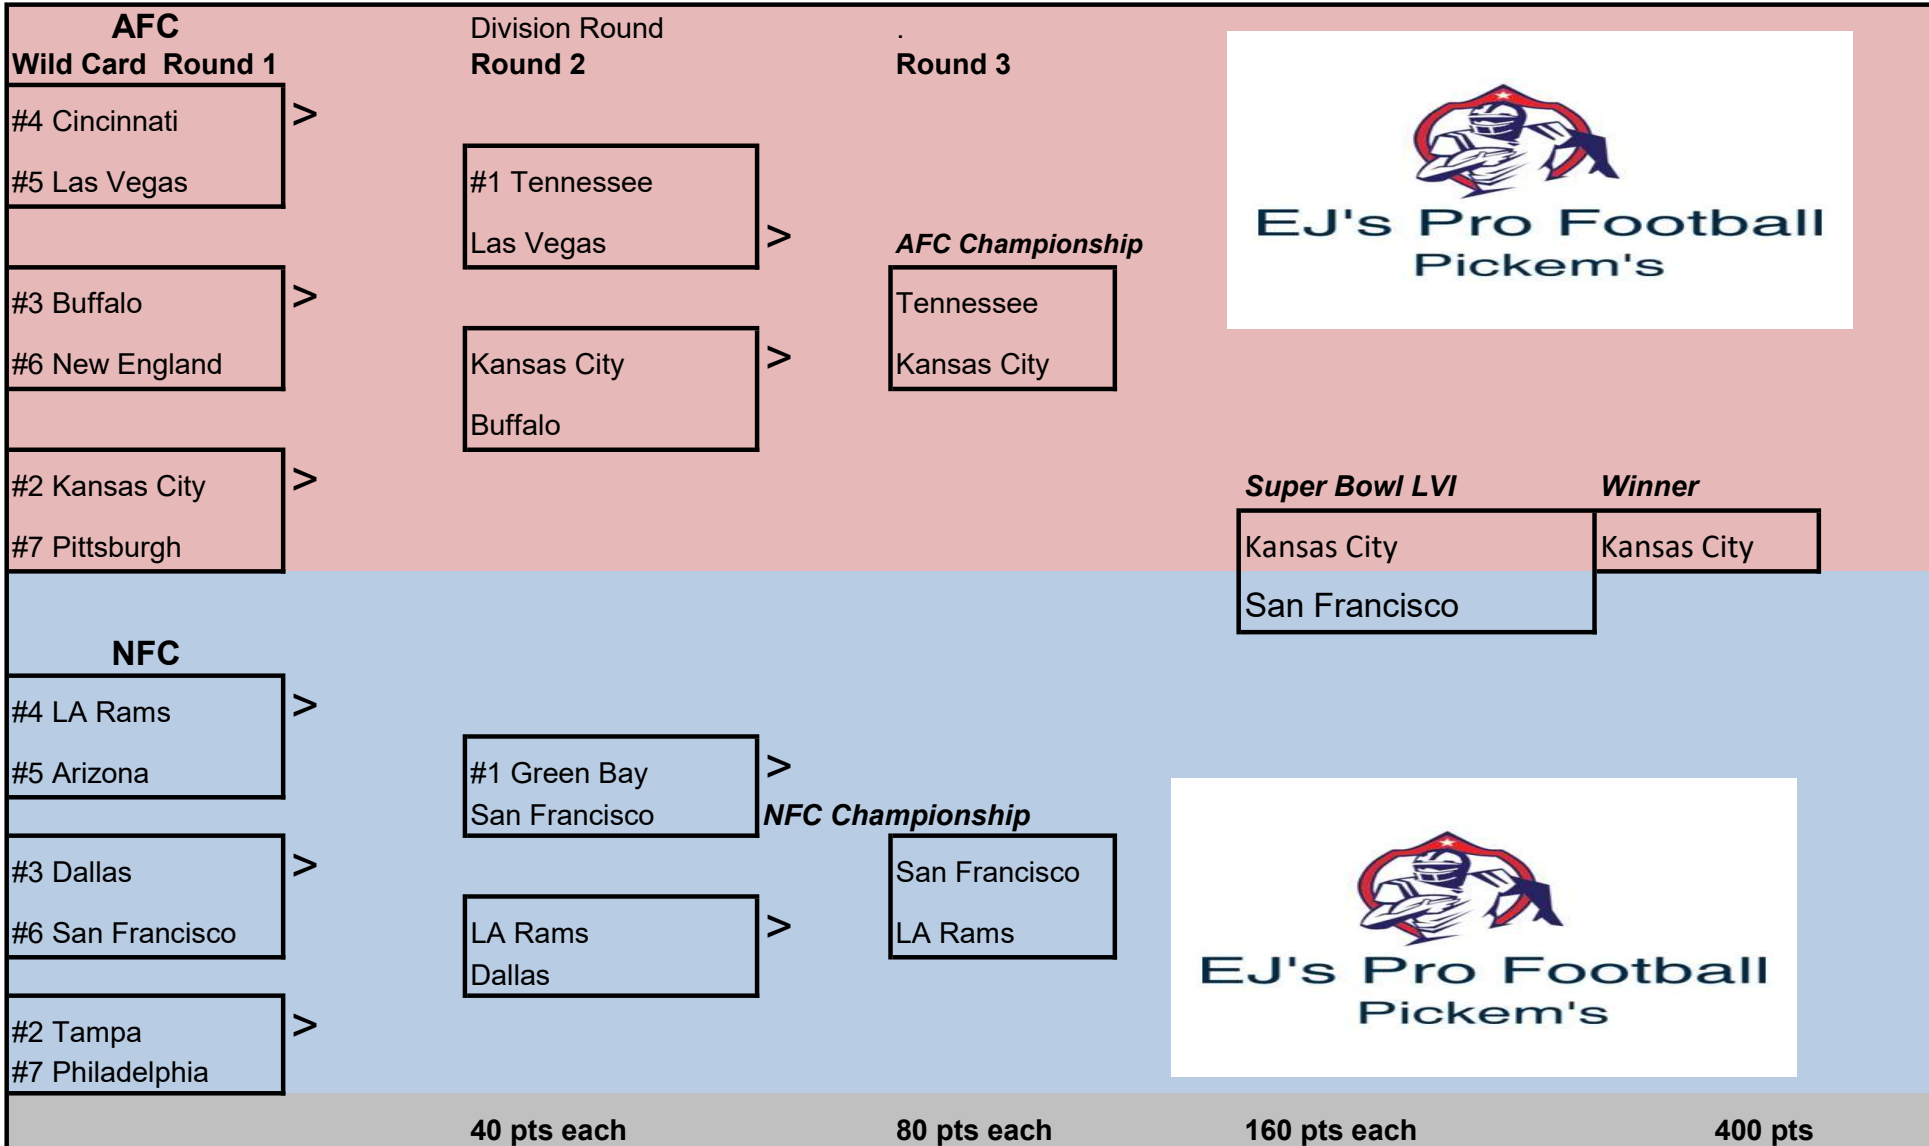 AFC
Division Round
.
Wild Card Round 1
Round 2
Round 3
#4 Cincinnati
>
#5 Las Vegas
#1 Tennessee
Las Vegas
>
AFC Championship
#3 Buffalo
>
Tennessee
#6 New England
Kansas City
>
Kansas City
Buffalo
#2 Kansas City
>
Super Bowl LVI
Winner
#7 Pittsburgh
Kansas City
Kansas City
San Francisco
EJ's Pro Football
Pickem's
NFC
#4 LA Rams
>
#5 Arizona
#1 Green Bay
>
San Francisco
NFC Championship
#3 Dallas
>
San Francisco
#6 San Francisco
LA Rams
>
LA Rams
Dallas
#2 Tampa
>
#7 Philadelphia
EJ's Pro Football
Pickem's
40 pts each
80 pts each
160 pts each
400 pts